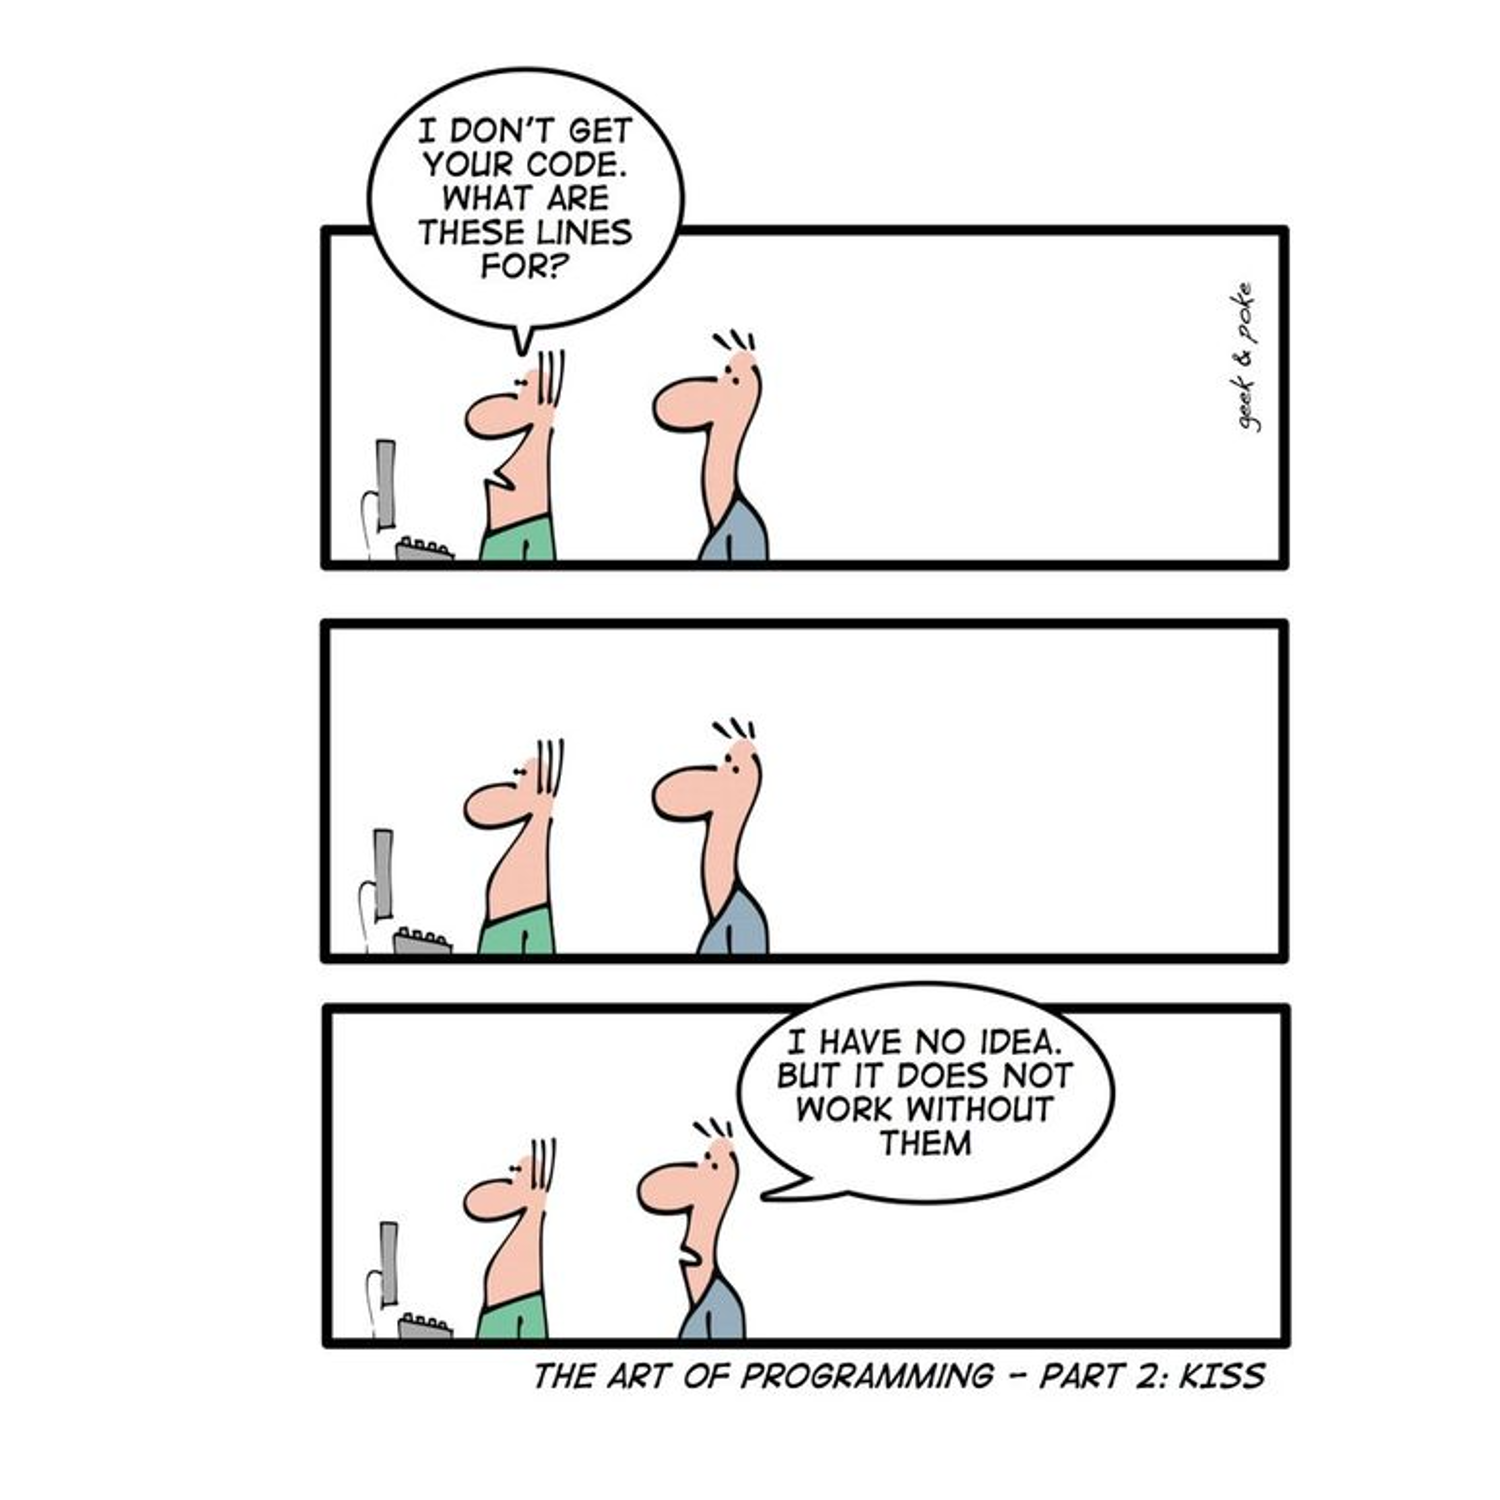 I DON'T GET
YOUR CODE.
WHAT ARE
THESE LINES
FOR?
geek & poke
I HAVE NO IDEA.
BUT IT DOES NOT
WORK WITHOUT
THEM
THE ART OF PROGRAMMING - PART 2: KISS